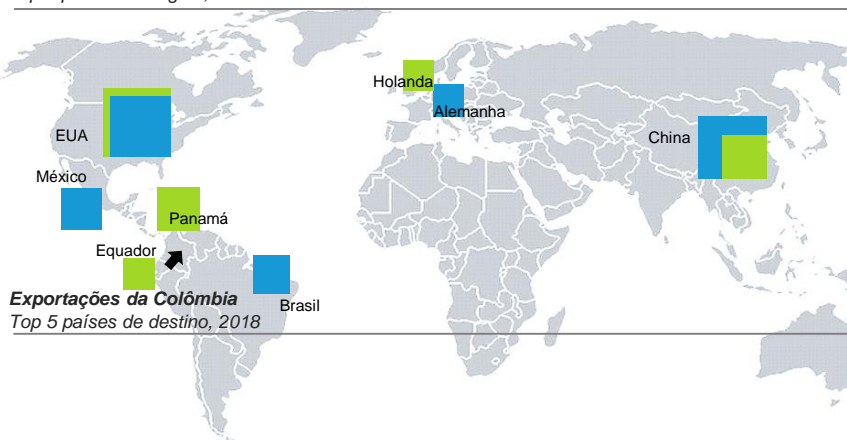 Holanda
Alemanha
EUA
China
México
Panamá
Equador
Brasil
Exportações da Colômbia
Top 5 países de destino, 2018